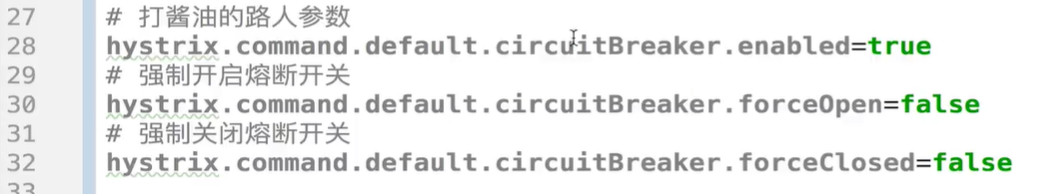 27 # 打酱油的路人参数
28 hystrix.command.default.circuitBreaker.enabled=true
29 # 强制开启熔断开关
30 hystrix.command.default.circuitBreaker.forceOpen=false
31 # 强制关闭熔断开关
32 hystrix.command.default.circuitBreaker.forceClosed=false
33